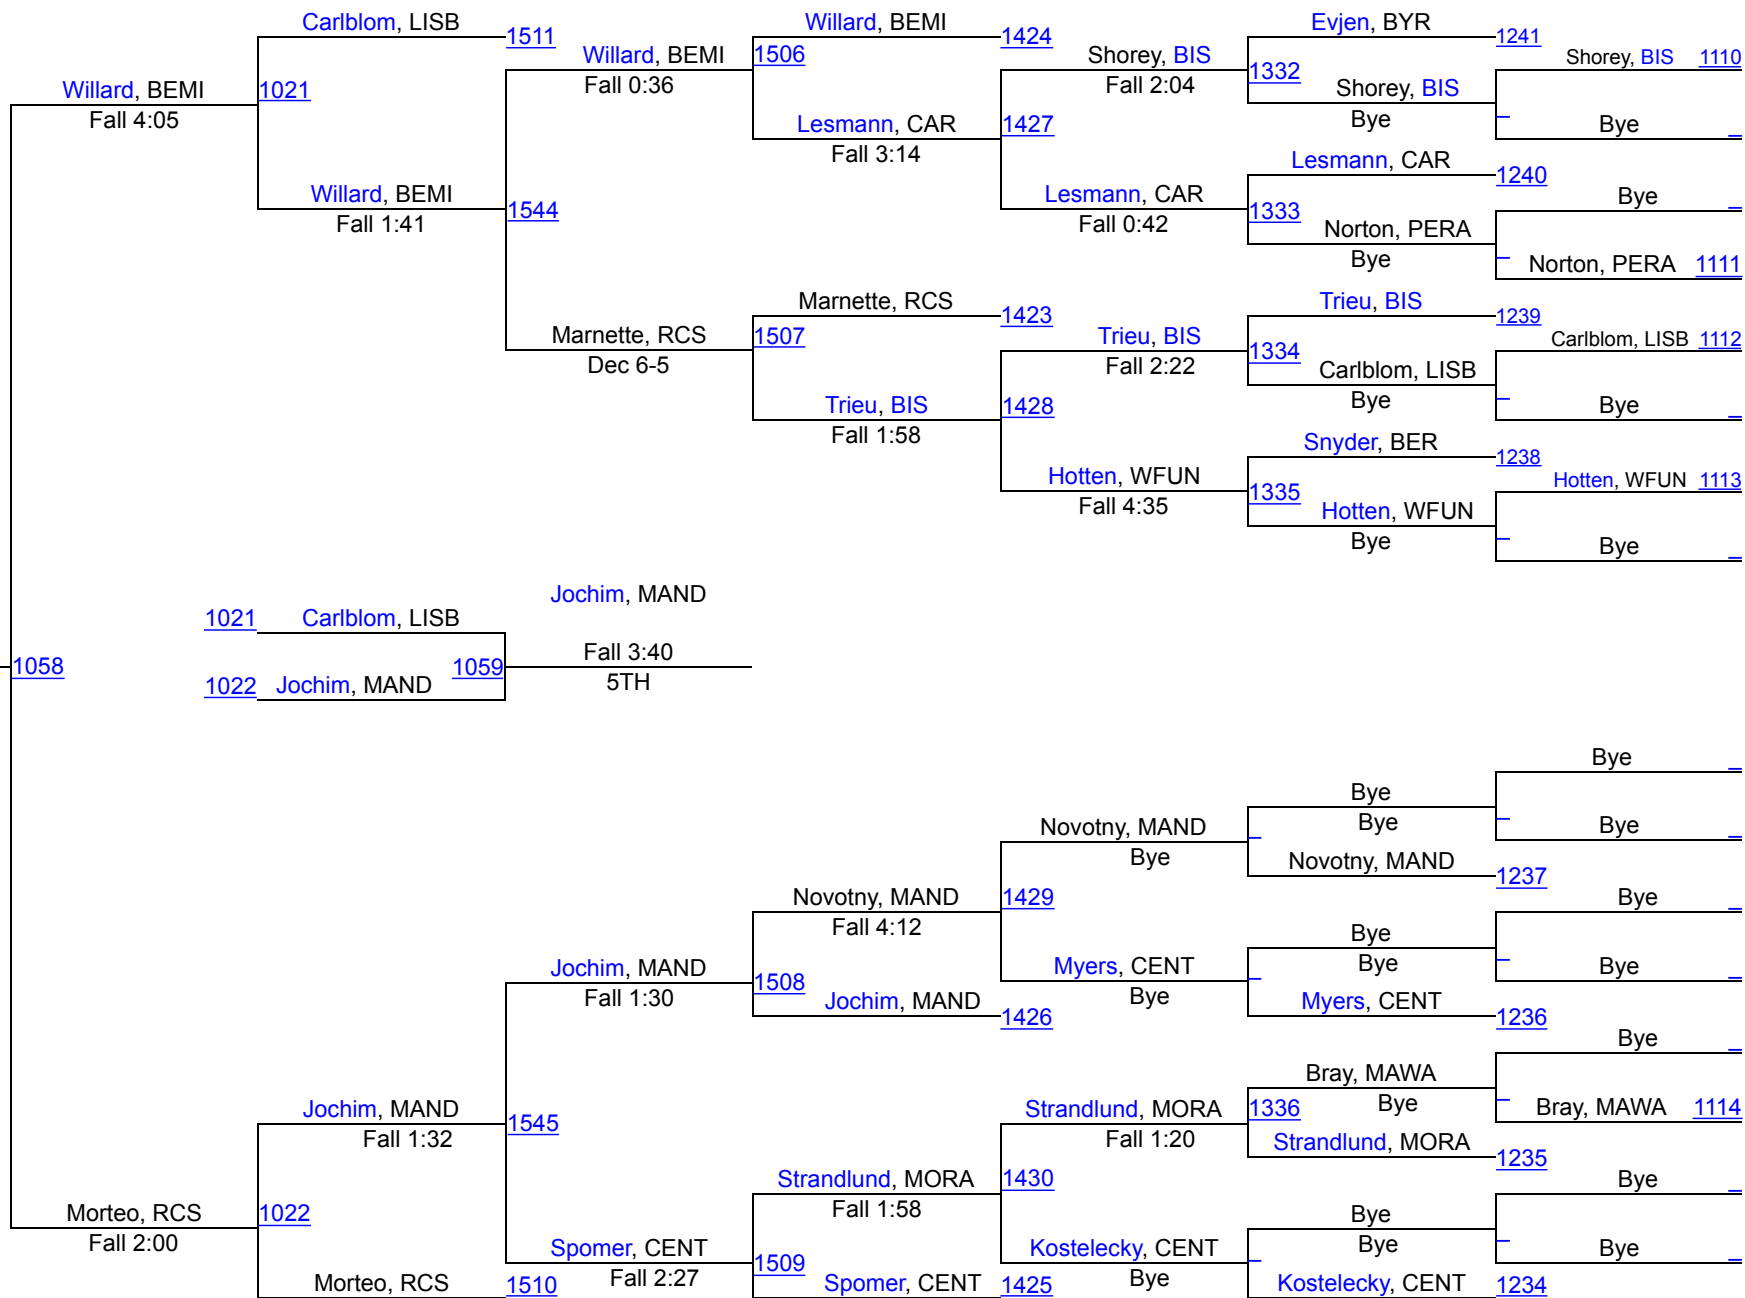 Carlblom, LISB
1511
Willard, BEMI
1424
Evjen, BYR
1241
Willard, BEMI
Fall 0:36
1506
Shorey, BIS
Fall 2:04
1332
Shorey, BIS 1110
Willard, BEMI
Fall 4:05
1021
Shorey, BIS
Bye
Bye
Lesmann, CAR
Fall 3:14
1427
Lesmann, CAR
1240
Willard, BEMI
Fall 1:41
1544
Lesmann, CAR
Fall 0:42
1333
Bye
Norton, PERA
Bye
Norton, PERA 1111
Marnette, RCS
1423
Trieu, BIS
1239
Marnette, RCS
Dec 6-5
1507
Trieu, BIS
Fall 2:22
1334
Carlblom, LISB 1112
Carlblom, LISB
Bye
Trieu, BIS
Fall 1:58
1428
Bye
Snyder, BER
1238
Hotten, WFUN
Fall 4:35
1335
Hotten, WFUN 1113
Hotten, WFUN
Bye
Bye
Jochim, MAND
1021 Carlblom, LISB
Fall 3:40
1058
1059
5TH
1022 Jochim, MAND
Bye
Bye
Bye
Bye
Novotny, MAND
Bye
Novotny, MAND
1237
Novotny, MAND
Fall 4:12
1429
Bye
Bye
Bye
Jochim, MAND
Fall 1:30
1508
Myers, CENT
Bye
Bye
Jochim, MAND
1426
Myers, CENT
1236
Bye
Bray, MAWA
Bye
Jochim, MAND
Fall 1:32
1545
Strandlund, MORA
Fall 1:20
1336
Bray, MAWA 1114
Strandlund, MORA
1235
Strandlund, MORA
Fall 1:58
1430
Bye
Morteo, RCS
Fall 2:00
1022
Bye
Bye
Spomer, CENT
Fall 2:27
1509
Kostelecky, CENT
Bye
Bye
Morteo, RCS
1510
Spomer, CENT
1425
Kostelecky, CENT
1234